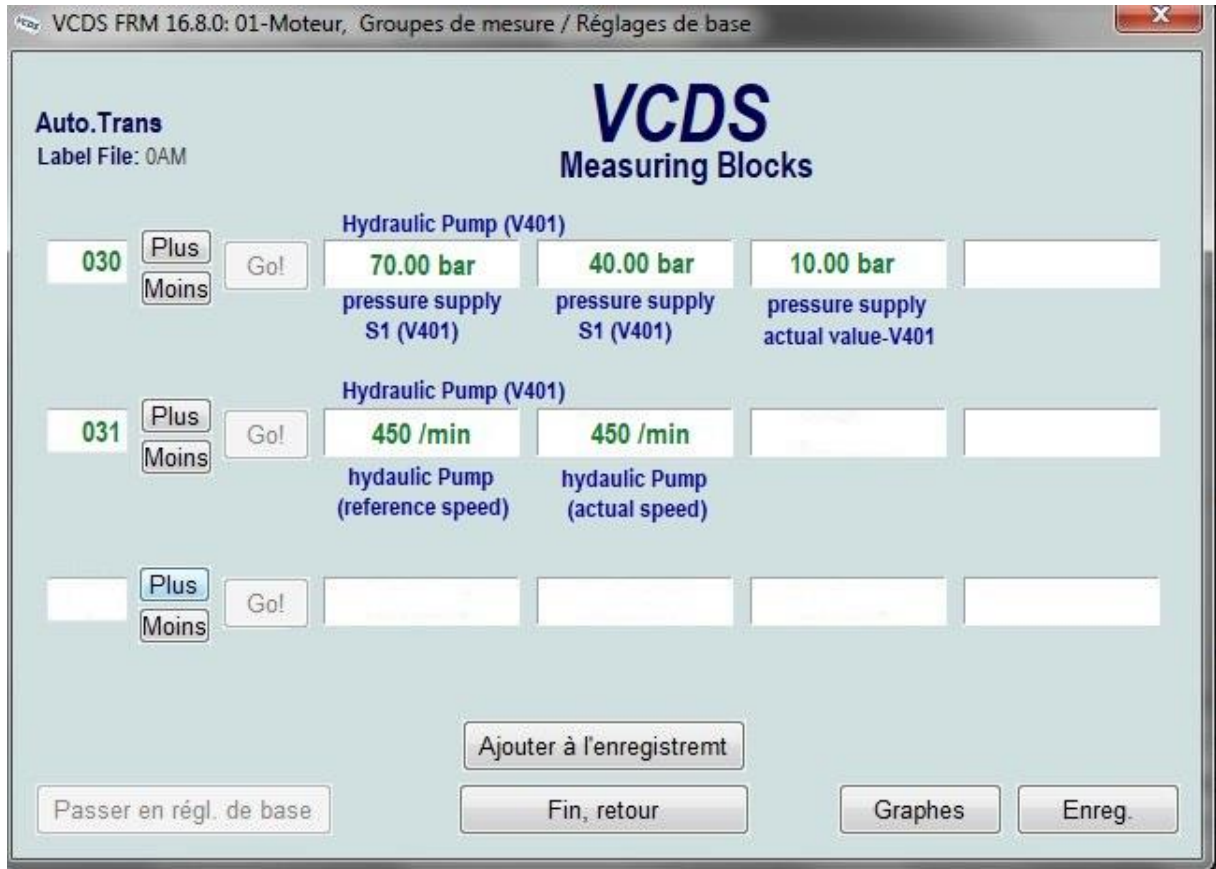 VCDS FRM 16.8.0: 01-Moteur, Groupes de mesure / Réglages de base
x
Auto.Trans
Label File: 0AM
VCDS
Measuring Blocks
Hydraulic Pump (V401)
030 Plus Moins Go! 70.00 bar 40.00 bar 10.00 bar
pressure supply pressure supply pressure supply
S1 (V401) S1 (V401) actual value-V401
Hydraulic Pump (V401)
031 Plus Moins Go! 450 /min 450 /min
hydaulic Pump hydaulic Pump
(reference speed) (actual speed)
Plus Moins Go!
Ajouter à l'enregistremt
Passer en régl. de base Fin, retour Graphes Enreg.